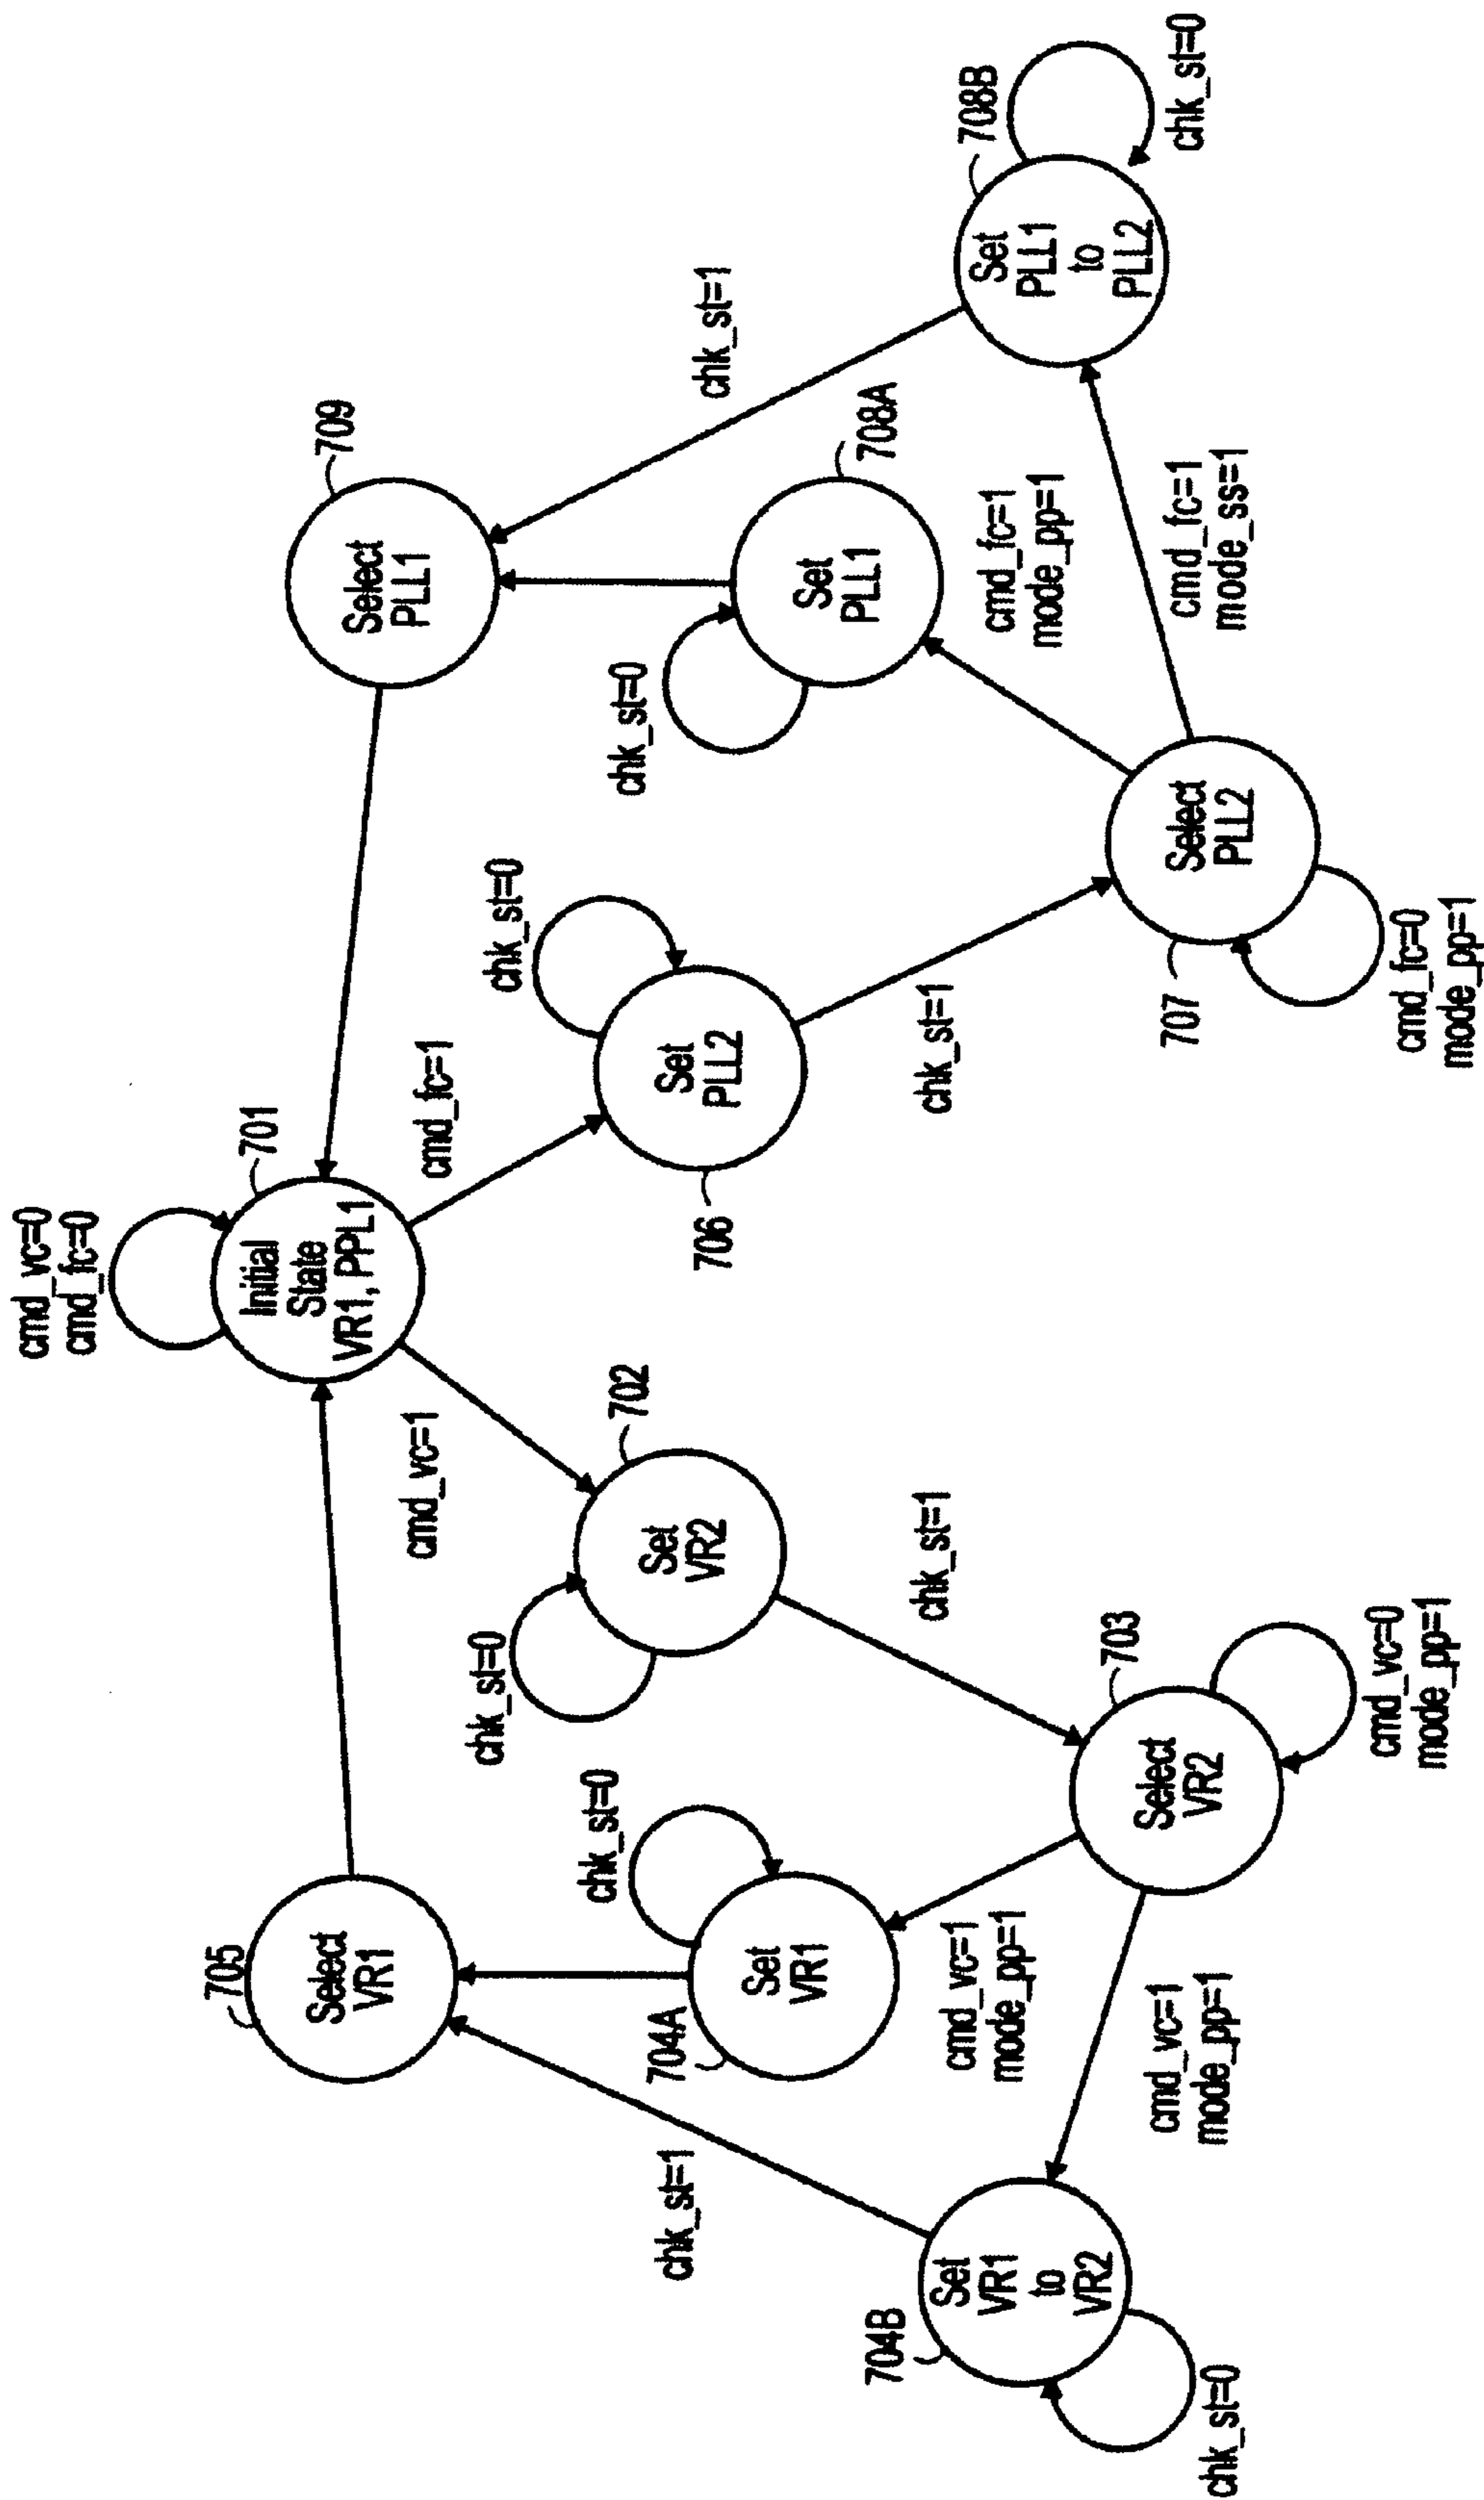 cmd_vc=0
cmd_fc=0
701
Initial
State
VR1, PPL1
705
Select
VR1
709
Select
PLL1
cmd_vc=1
cmd_fc=1
702
Set
VR2
chk_st=0
706
Set
PLL2
chk_st=0
704A
Set
VR1
chk_st=0
708A
Set
PLL1
chk_st=0
chk_st=1
chk_st=1
chk_st=1
chk_st=1
704B
Set
VR1
to
VR2
chk_st=0
cmd_vc=1
mode_pp=1
cmd_vc=1
mode_pp=1
703
Select
VR2
cmd_vc=0
mode_pp=1
707
Select
PLL2
cmd_fc=0
mode_pp=1
cmd_fc=1
mode_pp=1
cmd_fc=1
mode_ss=1
708B
Set
PLL1
to
PLL2
chk_st=0